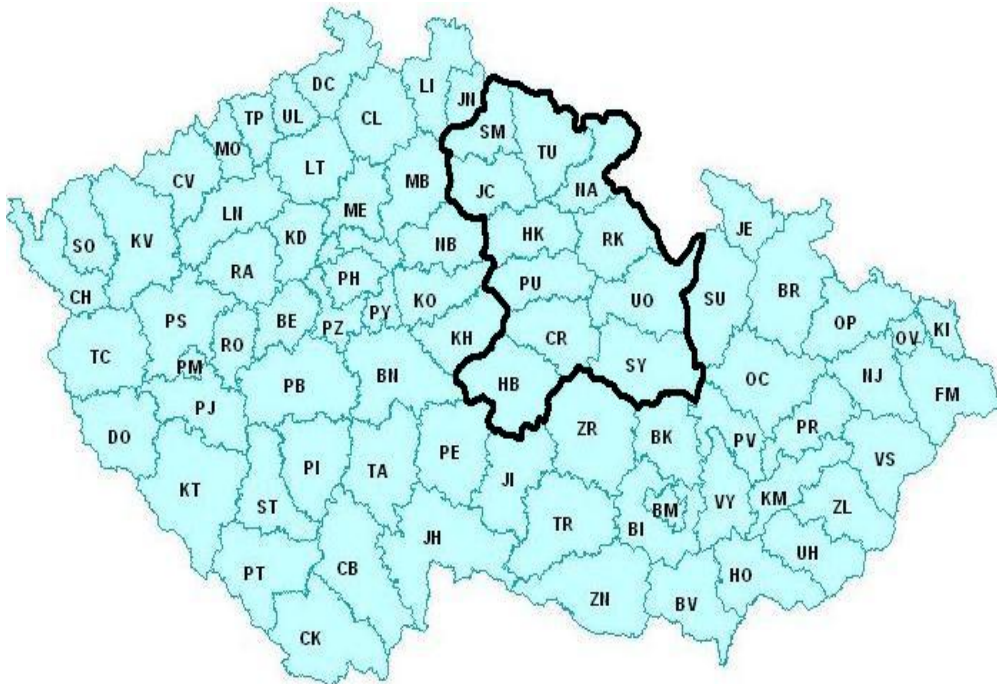 DC
LI
JN
TP
UL
CL
SM
MO
TU
CV
LT
MB
JC
NA
LN
ME
SO
KV
KD
NB
HK
RK
JE
RA
PH
PU
CH
KO
UO
SU
BR
PS
BE
PY
OP
KI
RO
PZ
KH
CR
OV
TC
PM
BN
SY
OC
NJ
PB
HB
FM
PJ
DO
ZR
BK
PV
PR
PE
VS
KT
PI
TA
JI
ST
TR
BM
VY
KM
ZL
BI
JH
UH
PT
CB
HO
ZN
BV
CK